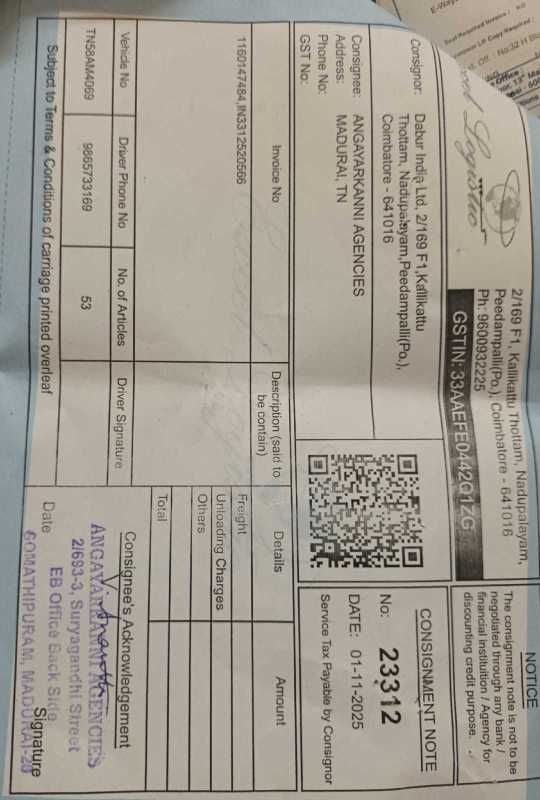 2/169 F1, Kallikattu Thottam, Nadupalayam,
Peedampalli(Po.), Coimbatore - 641016
Ph: 9600932225
GSTIN: 33AAEFE0442Q1ZG
NOTICE
The consignment note is not to be
negotiated through any bank /
financial instituition / Agency for
discounting credit purpose.
Consignor: Dabur India Ltd, 2/169 F1,Kallikattu
Thottam, Nadupalayam,Peedampalli(Po.),
Coimbatore - 641016
Consignee: ANGAYARKANNI AGENCIES
Address: MADURAI, TN
Phone No:
GST No:
CONSIGNMENT NOTE
No: 23312
DATE: 01-11-2025
Service Tax Payable by Consignor
Invoice No
Description (said to
be contain)
Details
Amount
1160147484,IN3312520566
Freight
Unloading Charges
Others
Total
Vehicle No
Driver Phone No
No. of Articles
Driver Signature
TN58AM4069
9865733169
53
Consignee's Acknowledgement
ANGAYARKANNI AGENCIES
2/693-3, Suryagandhi Street
EB Office Back Side
GOMATHIPURAM, MADURAI-20
Date
Signature
Subject to Terms & Conditions of carriage printed overleaf